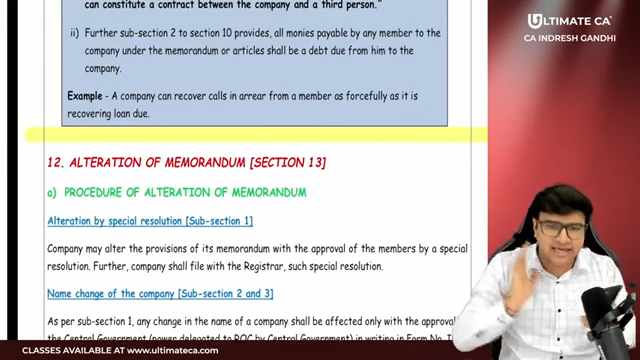 can constitute a contract between the company and a third person."
ii) Further sub-section 2 to section 10 provides, all monies payable by any member to the
company under the memorandum or articles shall be a debt due from him to the
company.
Example - A company can recover calls in arrear from a member as forcefully as it is
recovering loan due.
12. ALTERATION OF MEMORANDUM [SECTION 13]
a) PROCEDURE OF ALTERATION OF MEMORANDUM
Alteration by special resolution [Sub-section 1]
Company may alter the provisions of its memorandum with the approval of the members by a special
resolution. Further, company shall file with the Registrar, such special resolution.
Name change of the company [Sub-section 2 and 3]
As per sub-section 1, any change in the name of a company shall be affected only with the approval
the Central Government (power delegated to ROC by Central Government) in writing in Form No.
ULTIMATE CA
CA INDRESH GANDHI
CLASSES AVAILABLE AT www.ultimateca.com